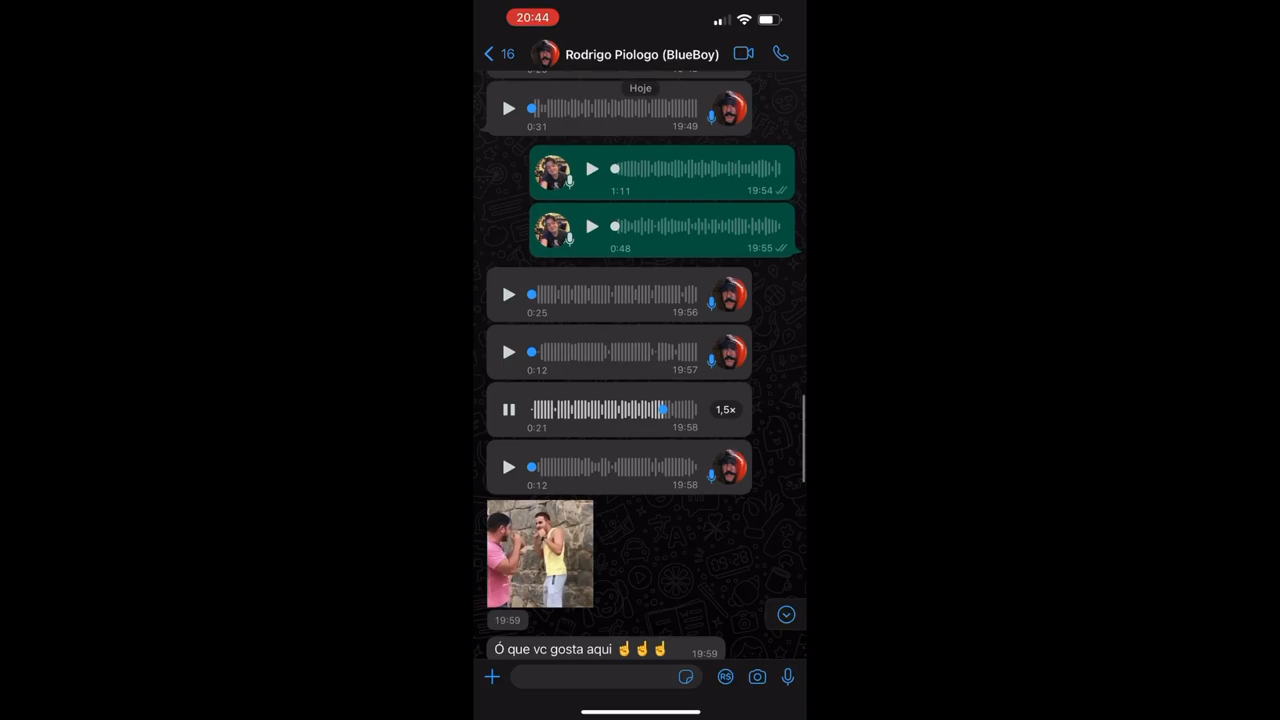 20:44
16
Rodrigo Piologo (BlueBoy)
Hoje
0:31 19:49
1:11 19:54
0:48 19:55
0:25 19:56
0:12 19:57
1,5×
0:21 19:58
0:12 19:58
19:59
Ó que vc gosta aqui ☝️☝️☝️ 19:59
RS